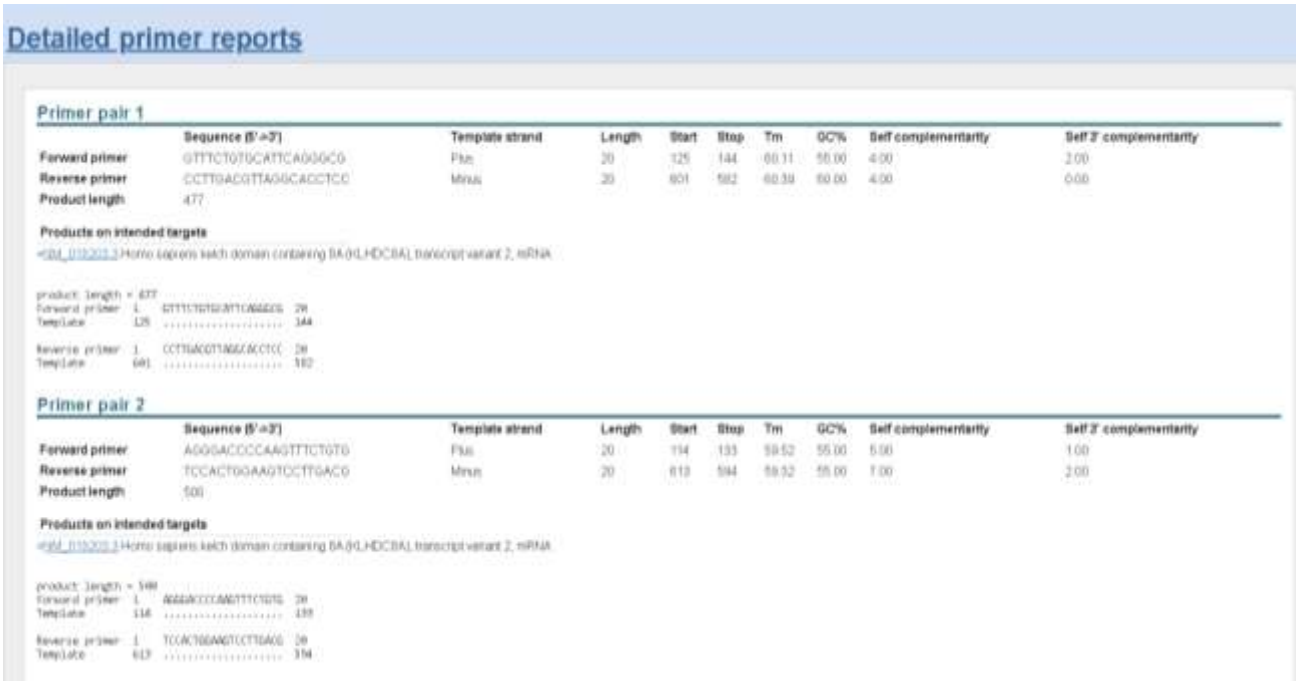 Detailed primer reports
Primer pair 1
Sequence (5'->3') Template strand Length Start Stop Tm GC% Self complementarity Self 3' complementarity
Forward primer GTTTCTGTGCATTCAGGGCG Plus 20 125 144 60.11 55.00 4.00 2.00
Reverse primer CCTTGACGTTAGGCACCTCC Minus 20 601 582 60.39 60.00 4.00 0.00
Product length 477
Products on intended targets
Homo sapiens kelch domain containing 8A (KLHDC8A), transcript variant 2, mRNA
product length = 477
Forward primer 1 GTTTCTGTGCATTCAGGGCG 20
Template 125 .................... 144
Reverse primer 1 CCTTGACGTTAGGCACCTCC 20
Template 601 .................... 582
Primer pair 2
Sequence (5'->3') Template strand Length Start Stop Tm GC% Self complementarity Self 3' complementarity
Forward primer AGGGACCCCAAGTTTCTGTG Plus 20 114 133 59.52 55.00 5.00 1.00
Reverse primer TCCACTGGAAGTCCTTGACG Minus 20 613 594 59.52 55.00 7.00 2.00
Product length 500
Products on intended targets
Homo sapiens kelch domain containing 8A (KLHDC8A), transcript variant 2, mRNA
product length = 500
Forward primer 1 AGGGACCCCAAGTTTCTGTG 20
Template 114 .................... 133
Reverse primer 1 TCCACTGGAAGTCCTTGACG 20
Template 613 .................... 594